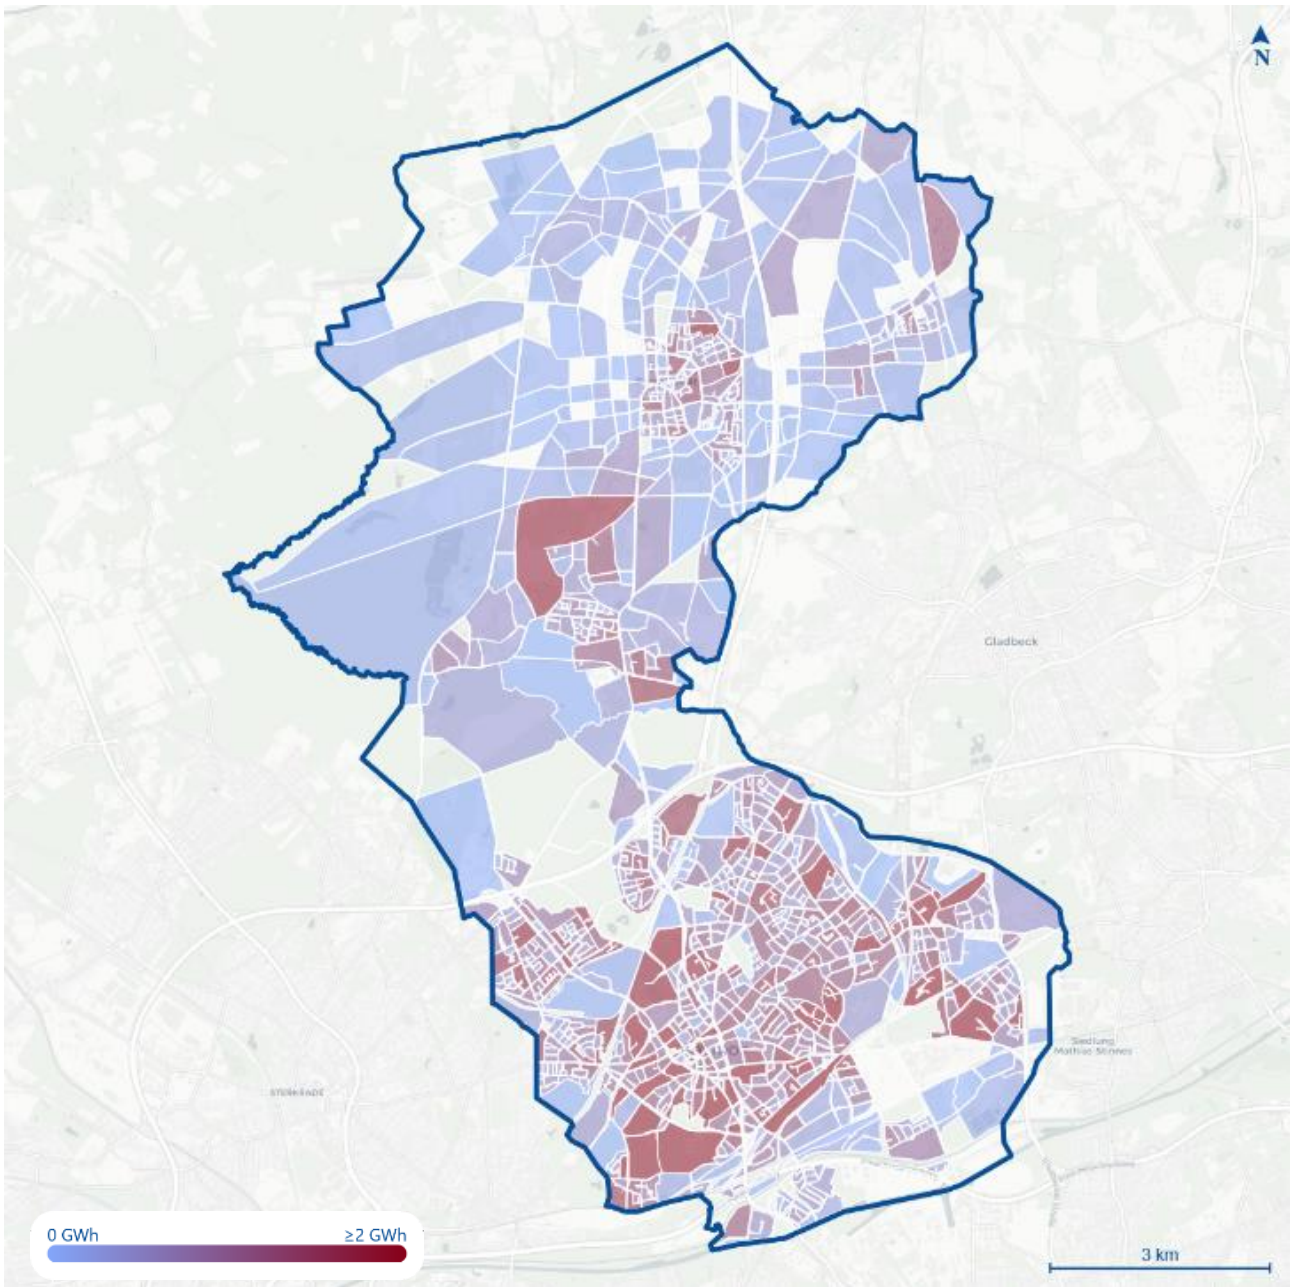 N
Gladbeck
Siedlung
Mathias Stinnes
STERKRADE
0 GWh
≥2 GWh
3 km